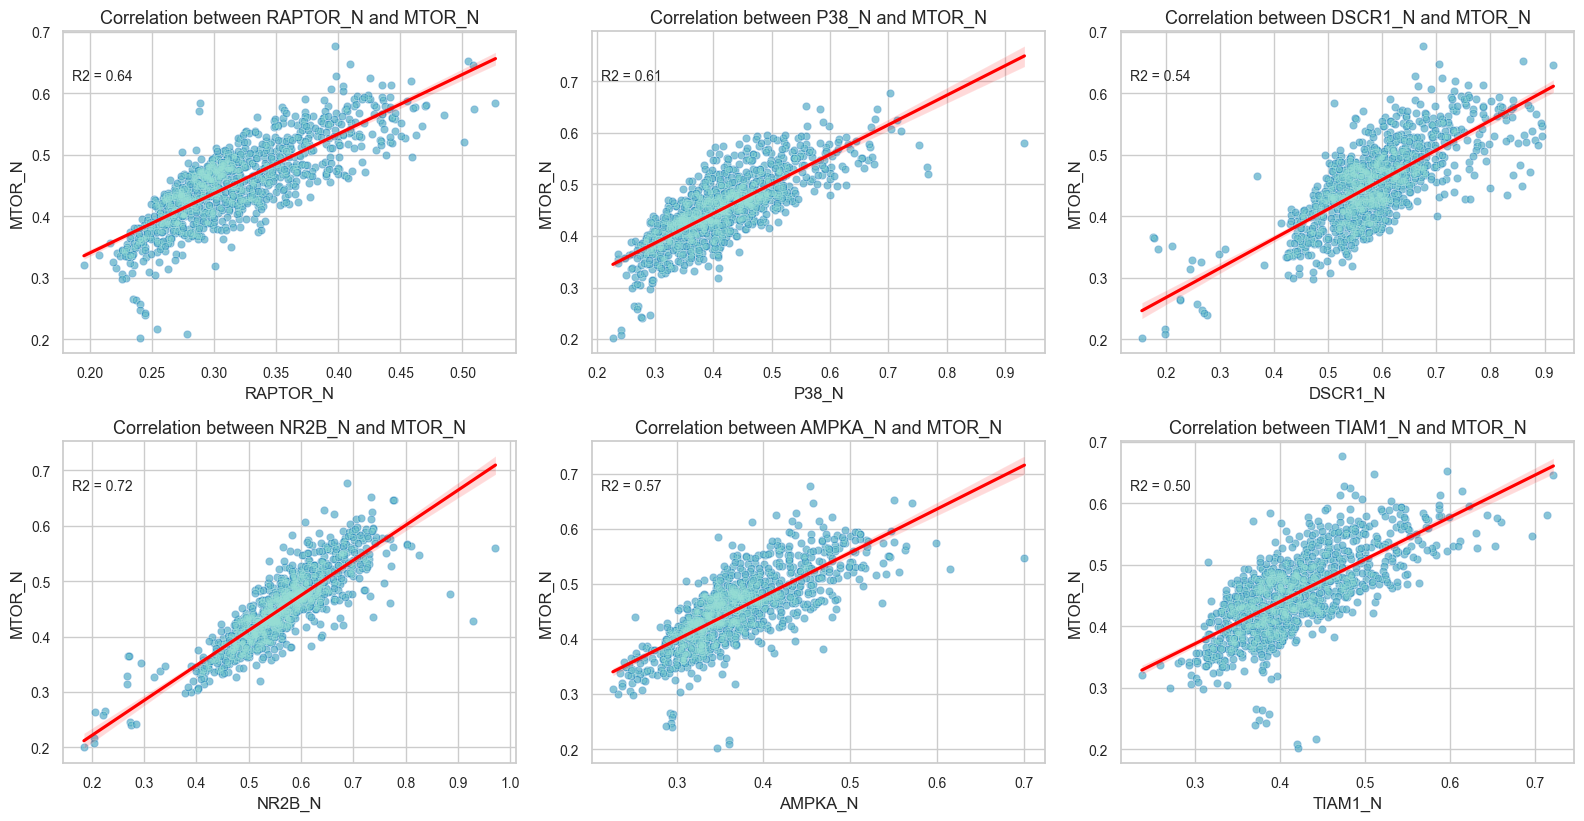 Correlation between RAPTOR_N and MTOR_N
R2 = 0.64
MTOR_N
0.7
0.6
0.5
0.4
0.3
0.2
0.20 0.25 0.30 0.35 0.40 0.45 0.50
RAPTOR_N
Correlation between P38_N and MTOR_N
R2 = 0.61
MTOR_N
0.7
0.6
0.5
0.4
0.3
0.2
0.2 0.3 0.4 0.5 0.6 0.7 0.8 0.9
P38_N
Correlation between DSCR1_N and MTOR_N
R2 = 0.54
MTOR_N
0.7
0.6
0.5
0.4
0.3
0.2
0.2 0.3 0.4 0.5 0.6 0.7 0.8 0.9
DSCR1_N
Correlation between NR2B_N and MTOR_N
R2 = 0.72
MTOR_N
0.7
0.6
0.5
0.4
0.3
0.2
0.2 0.3 0.4 0.5 0.6 0.7 0.8 0.9 1.0
NR2B_N
Correlation between AMPKA_N and MTOR_N
R2 = 0.57
MTOR_N
0.7
0.6
0.5
0.4
0.3
0.2
0.3 0.4 0.5 0.6 0.7
AMPKA_N
Correlation between TIAM1_N and MTOR_N
R2 = 0.50
MTOR_N
0.7
0.6
0.5
0.4
0.3
0.2
0.3 0.4 0.5 0.6 0.7
TIAM1_N